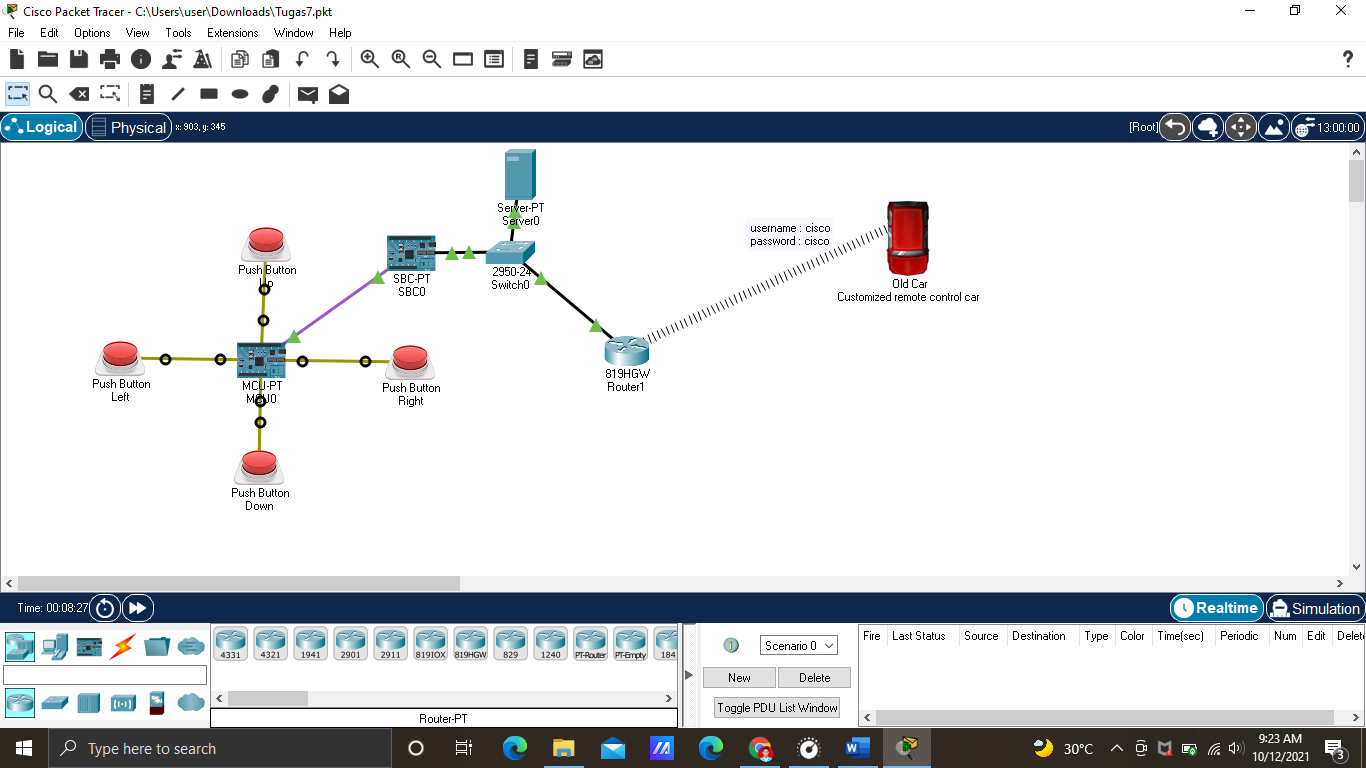 Cisco Packet Tracer - C:\Users\user\Downloads\Tugas7.pkt
File Edit Options View Tools Extensions Window Help
?
Logical
Physical
x: 903, y: 345
[Root]
13:00:00
Server-PT
Server0
username : cisco
password : cisco
Push Button
Up
SBC-PT
SBC0
2950-24
Switch0
Old Car
Customized remote control car
Push Button
Left
MCU-PT
MCU0
Push Button
Right
819HGW
Router1
Push Button
Down
Time: 00:08:27
Realtime
Simulation
4331 4321 1941 2901 2911 819IOX 819HGW 829 1240 PT-Router PT-Empty 184
Router-PT
Scenario 0
New
Delete
Toggle PDU List Window
Fire Last Status Source Destination Type Color Time(sec) Periodic Num Edit Delet
Type here to search
30°C
9:23 AM
10/12/2021
3